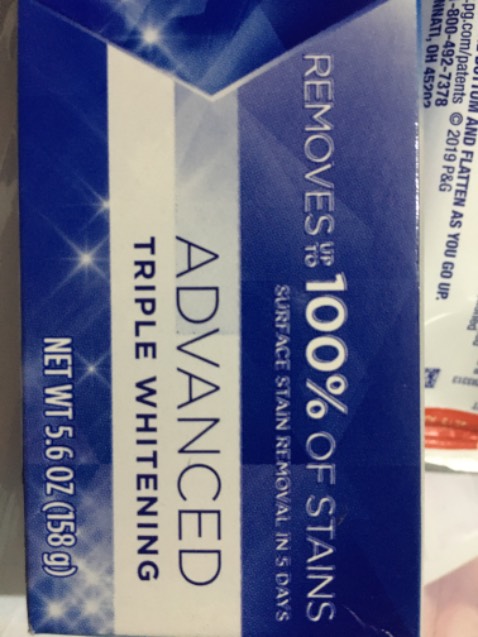 REMOVES UP TO 100% OF STAINS
SURFACE STAIN REMOVAL IN 5 DAYS
ADVANCED
TRIPLE WHITENING
NET WT 5.6 OZ (158 g)
BOTTOM AND FLATTEN AS YOU GO UP.
pg.com/patents © 2019 P&G
-800-492-7378
OH 45202